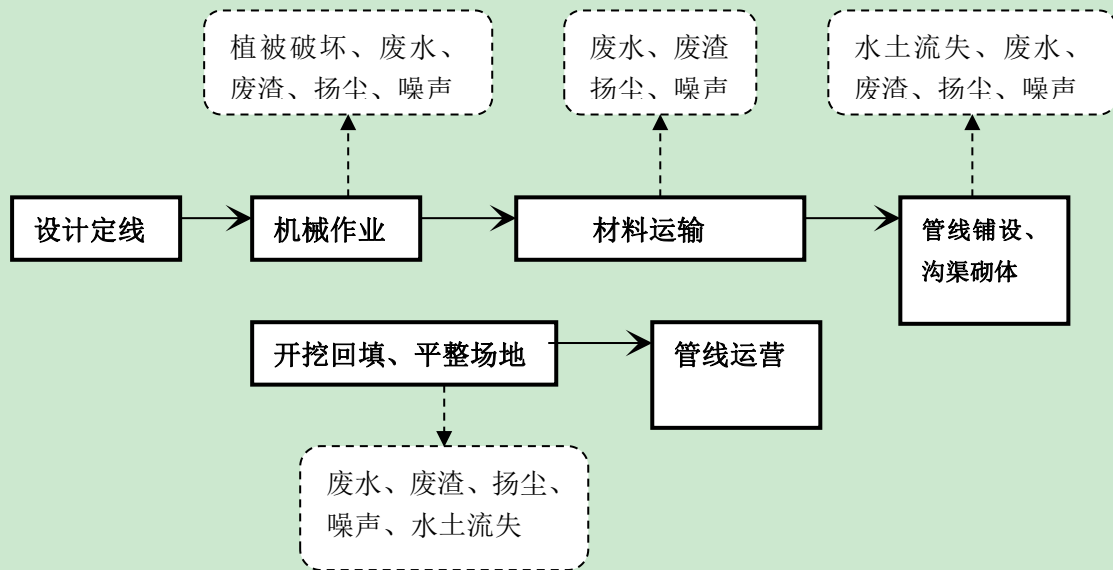 植被破坏、废水、
废渣、扬尘、噪声
废水、废渣
扬尘、噪声
水土流失、废水、
废渣、扬尘、噪声
设计定线
机械作业
材料运输
管线铺设、
沟渠砌体
开挖回填、平整场地
管线运营
废水、废渣、扬尘、
噪声、水土流失